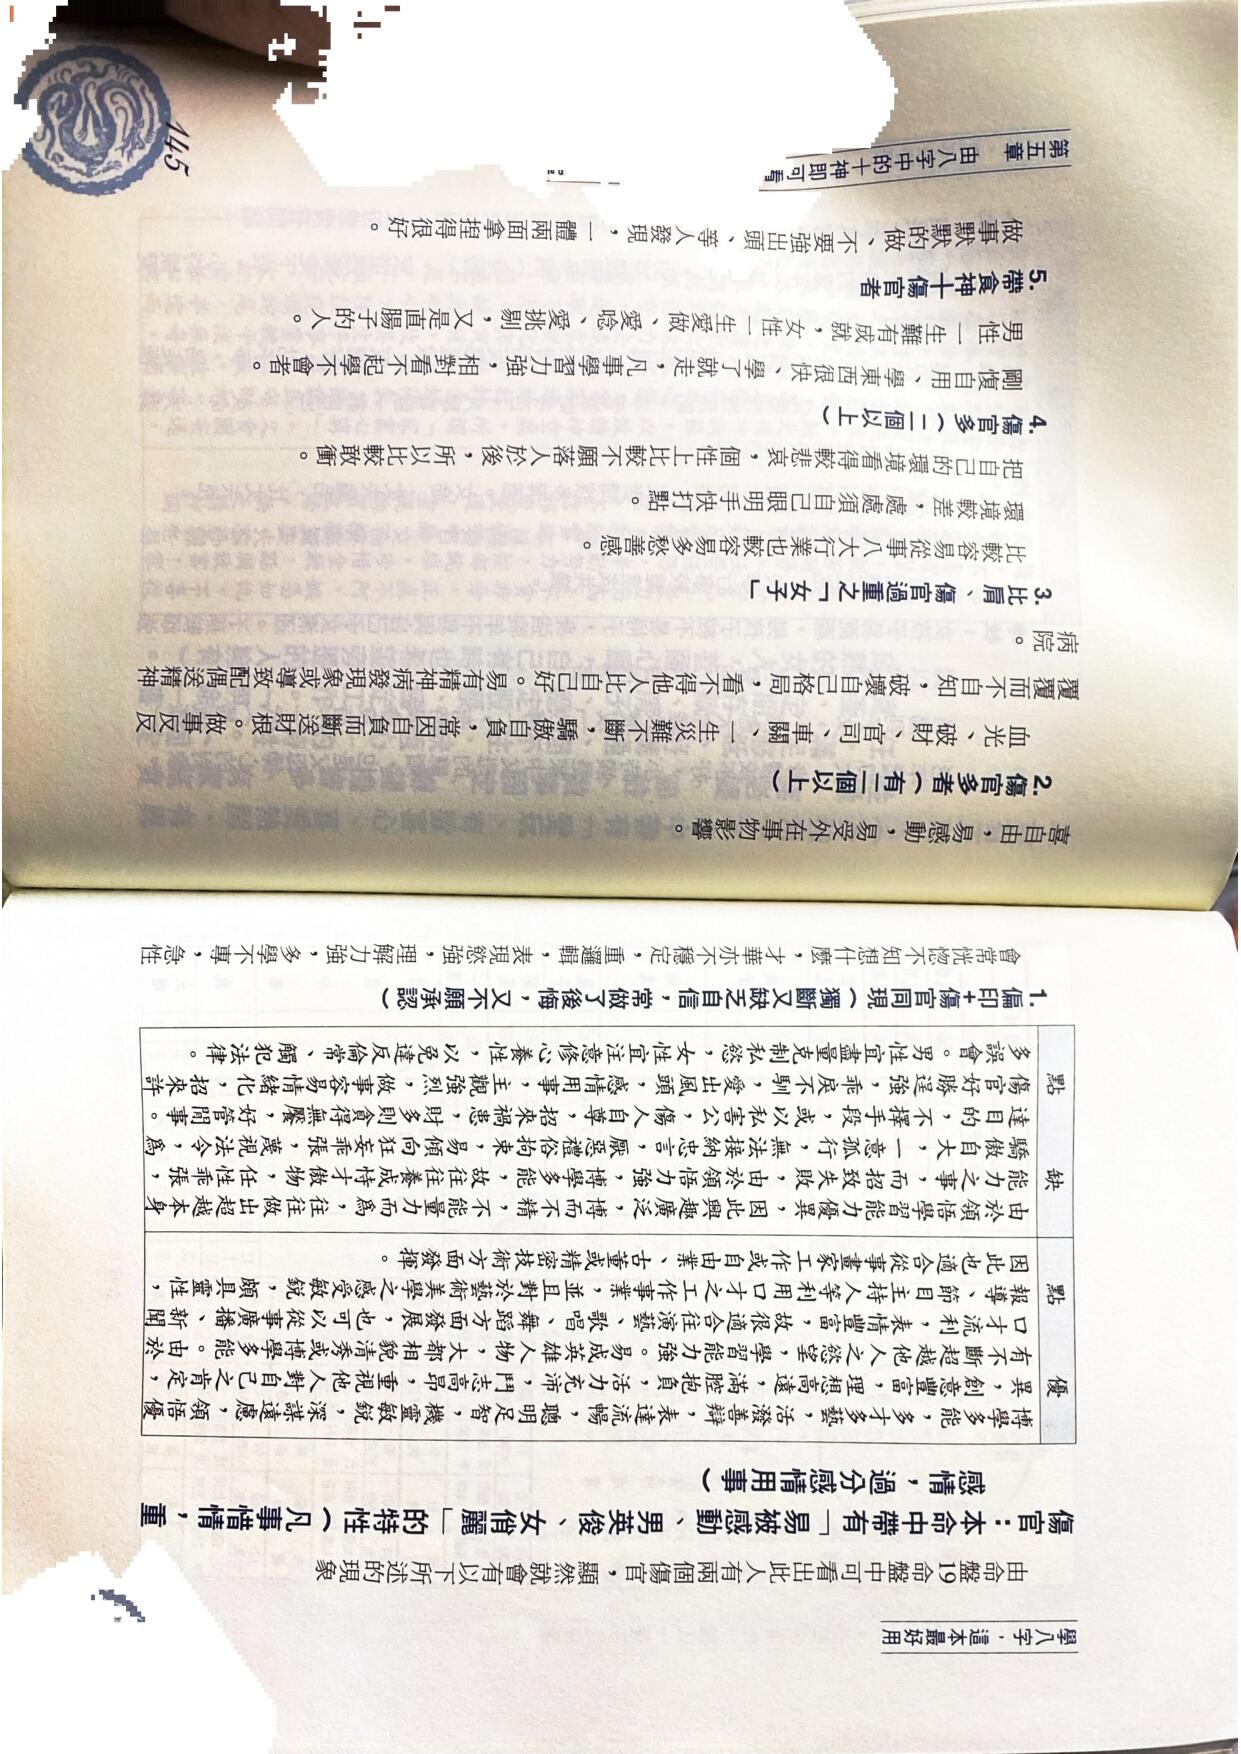 學八字，這本最好用
由命盤19命盤中可看出此人有兩個傷官，顯然就會有以下所述的現象
傷官：本命中帶有「易被感動、男英俊、女俏麗」的特性（凡事惜情，重
感情，過分感情用事）
優點
博學多能，多才多藝，活潑善辯，表達流暢，聰明足智，機靈敏銳，深謀遠慮，領悟優
異，創意豐富，理想高遠，滿腔抱負，活力充沛，鬥志高昂，重視他人對自己之肯定，
有不斷超越他人之慾望，學習能力強。易成英雄人物，大都相貌清秀或博學多能。由於
口才流利，表情豐富，故很適合往演藝、歌唱、舞蹈方面發展，也可以從事廣播、新聞
報導、節目主持人等利用口才之工作事業，並且對於藝術美學之感受敏銳，頗具靈性，
因此也適合從事畫家工作或自由業、古董或精密技術方面發揮。
缺點
由於領悟學習能力優異，因此興趣廣泛，博而不精，不能量力而為，往往做出超越本身
能力之事，而招致失敗，由於領悟力強，博學多能，故往往養成恃才傲物，任性乖張，
驕傲自大，一意孤行，無法接納忠言，厭惡禮俗拘束，易傾向狂妄乖張，蔑視法令，為
達目的，不擇手段，或以私害公，傷人自尊，招來禍患，財多則貪得無饜，好管閒事。
傷官好勝逞強，乖戾不馴，愛出風頭，感情用事，主觀強烈，做事容易情緒化，招來許
多誤會。男性宜盡量克制私慾，女性宜注意修心養性，以免違反倫常、觸犯法律。
1. 偏印+傷官同現（獨斷又缺乏自信，常做了後悔，又不願承認）
會常恍惚不知想什麼，才華亦不穩定，重邏輯，表現慾強，理解力強，多學不專，急性
喜自由，易感動，易受外在事物影響。
2. 傷官多者（有二個以上）
血光、破財、官司、車關、一生災難不斷，驕傲自負，常因自負而斷送財根。做事反反
覆覆而不自知，破壞自己格局，看不得他人比自己好。易有精神病發現象或導致配偶送精神
病院。
3. 比肩、傷官過重之「女子」
比較容易從事八大行業也較容易多愁善感。
環境較差，處處須自己眼明手快打點。
把自己的環境看得較悲哀，個性上比較不願落人於後，所以比較敢衝。
4. 傷官多（二個以上）
剛愎自用、學東西很快、學了就走，凡事學習力強，相對看不起學不會者。
男性一生難有成就，女性一生愛做、愛唸、愛挑剔，又是直腸子的人。
5. 帶食神十傷官者
做事默默的做、不要強出頭、等人發現，一體兩面拿捏得很好。
第五章 由八字中的十神即可看
145